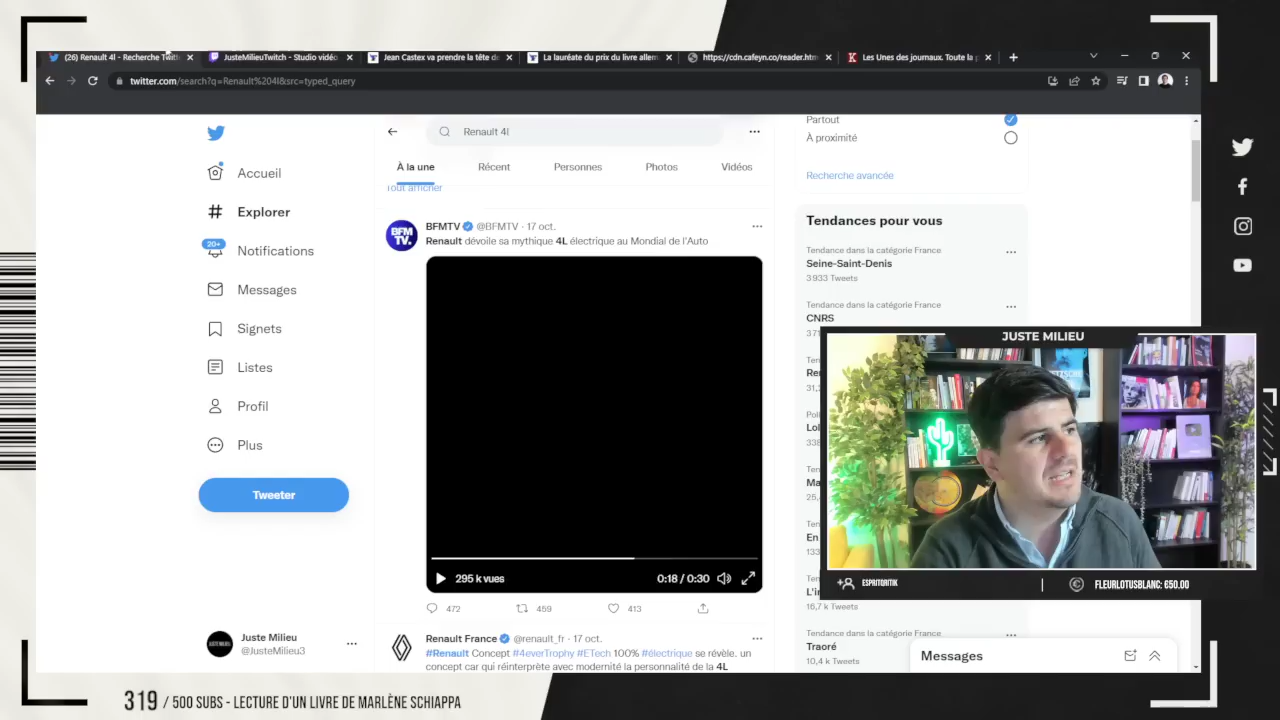 (26) Renault 4l - Recherche Twitt
JusteMilieuTwitch - Studio vidéo
Jean Castex va prendre la tête de
La lauréate du prix du livre allem
https://cdn.cafeyn.co/reader.htm
Les Unes des journaux. Toute la p
twitter.com/search?q=Renault%204l&src=typed_query
Accueil
Explorer
20+
Notifications
Messages
Signets
Listes
Profil
Plus
Tweeter
Juste Milieu
@JusteMilieu3
Renault 4l
À la une
Récent
Personnes
Photos
Vidéos
Tout afficher
BFM
TV.
BFMTV @BFMTV · 17 oct.
Renault dévoile sa mythique 4L électrique au Mondial de l'Auto
295 k vues
0:18 / 0:30
472
459
413
Renault France @renault_fr · 17 oct.
#Renault Concept #4everTrophy #ETech 100% #électrique se révèle. un
concept car qui réinterprète avec modernité la personnalité de la 4L
Partout
À proximité
Recherche avancée
Tendances pour vous
Tendance dans la catégorie France
Seine-Saint-Denis
3 933 Tweets
Tendance dans la catégorie France
CNRS
Traoré
10,4 k Tweets
16,7 k Tweets
Messages
JUSTE MILIEU
ESPRITQRITIK
FLEURLOTUSBLANC: €50.00
319 / 500 SUBS - LECTURE D'UN LIVRE DE MARLÈNE SCHIAPPA